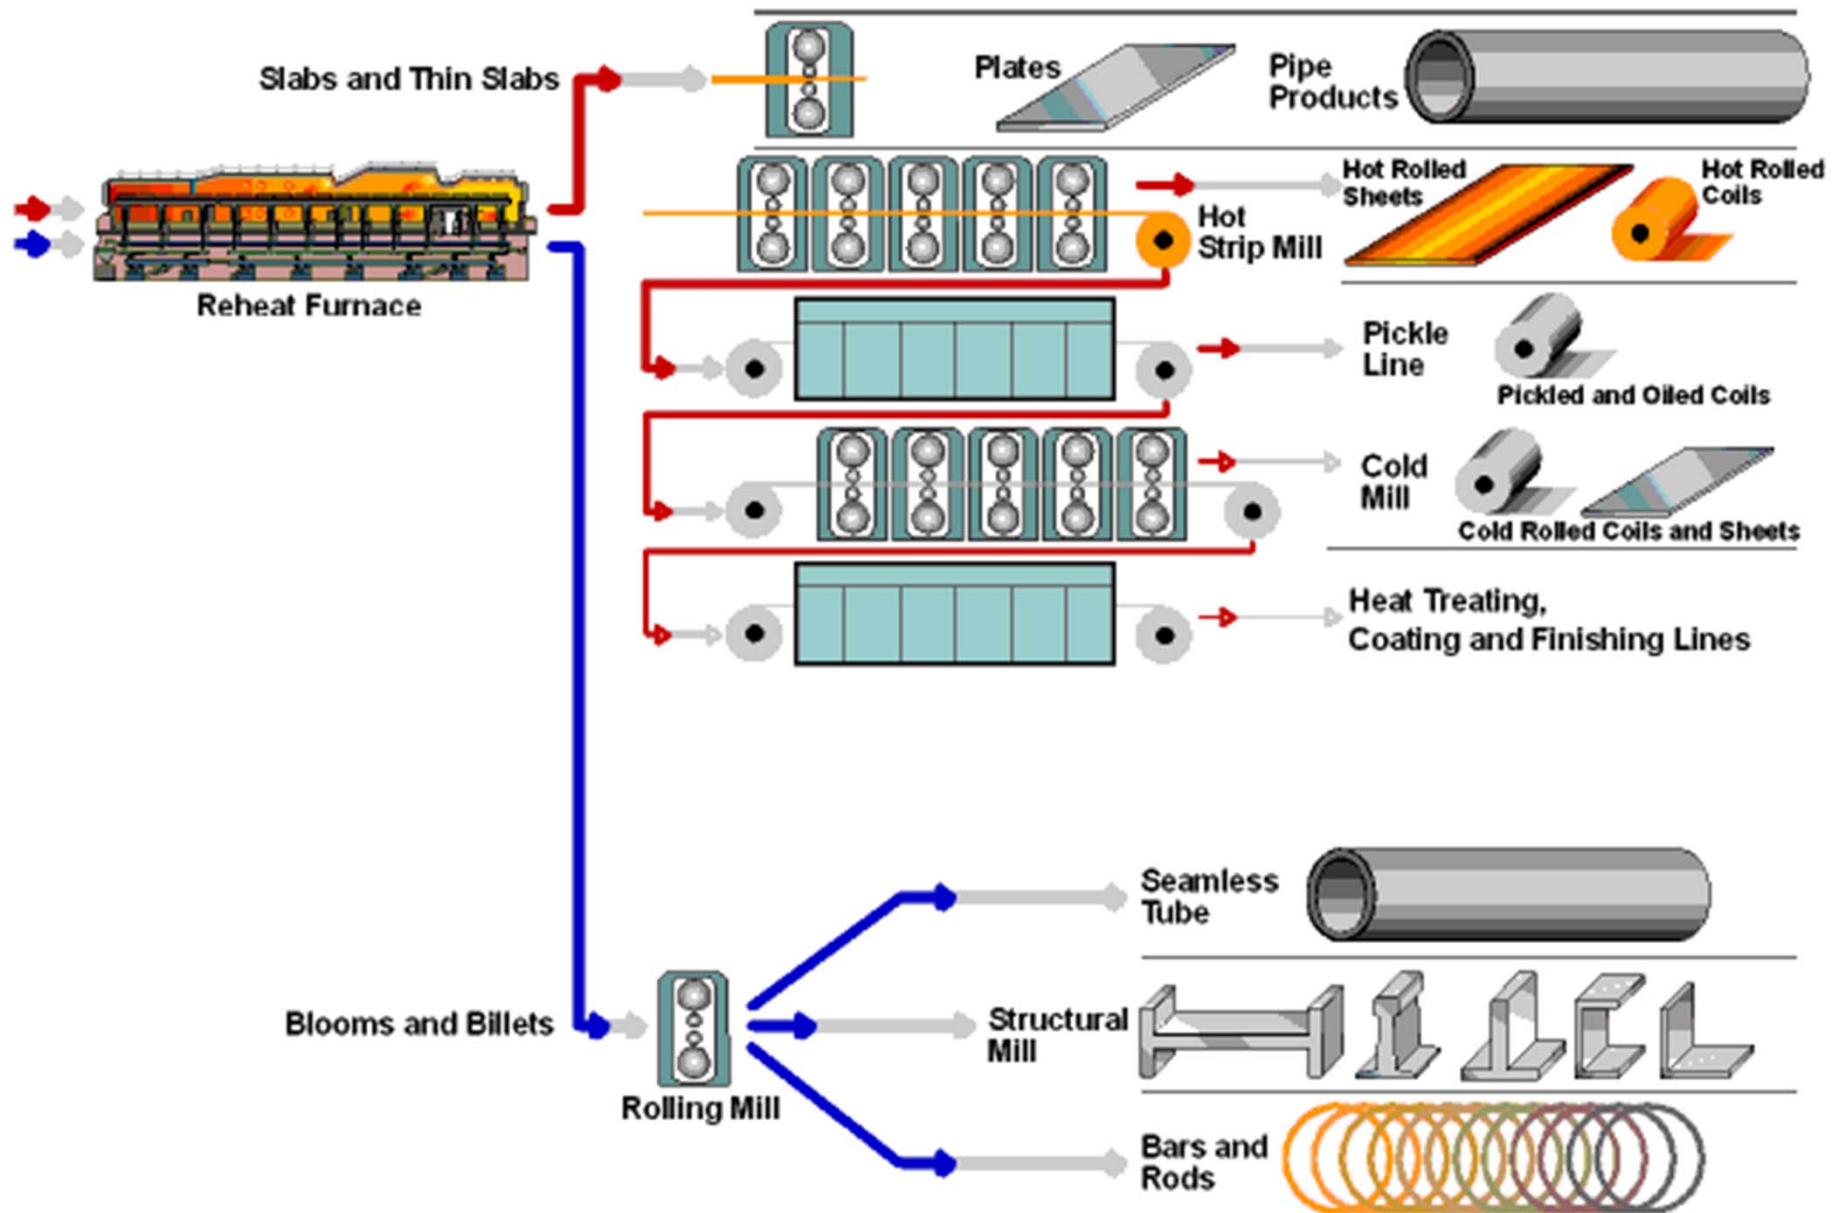 Slabs and Thin Slabs
Plates
Pipe
Products
Reheat Furnace
Hot
Strip Mill
Hot Rolled
Sheets
Hot Rolled
Coils
Pickle
Line
Pickled and Oiled Coils
Cold
Mill
Cold Rolled Coils and Sheets
Heat Treating,
Coating and Finishing Lines
Seamless
Tube
Blooms and Billets
Rolling Mill
Structural
Mill
Bars and
Rods